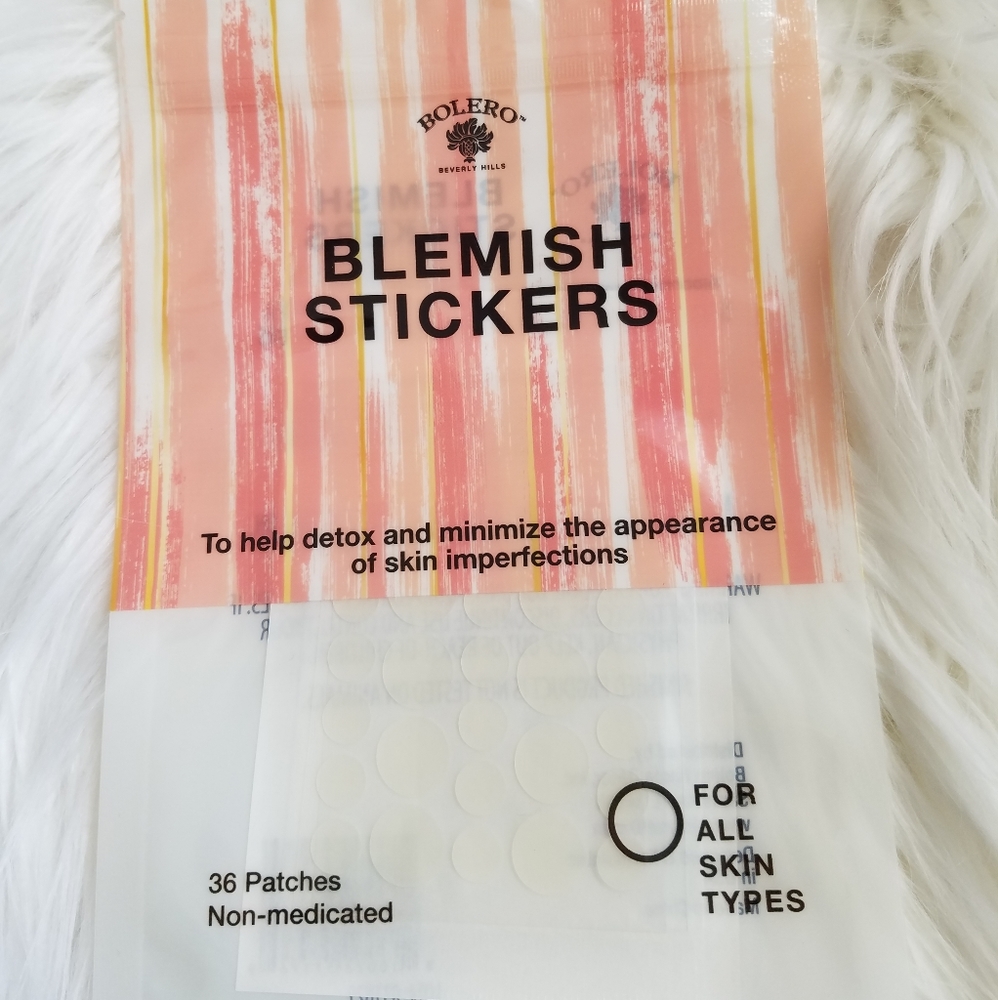 BOLERO™
BEVERLY HILLS
BLEMISH
STICKERS
To help detox and minimize the appearance
of skin imperfections
FOR
ALL
SKIN
TYPES
36 Patches
Non-medicated